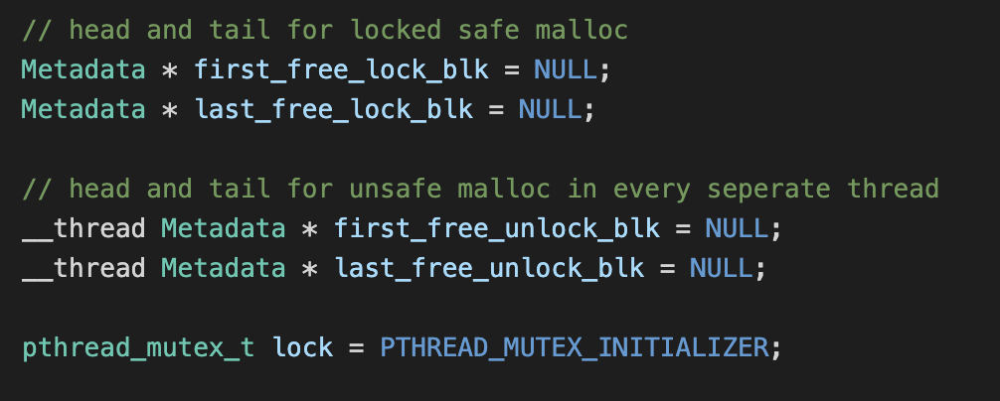 // head and tail for locked safe malloc
Metadata * first_free_lock_blk = NULL;
Metadata * last_free_lock_blk = NULL;
// head and tail for unsafe malloc in every seperate thread
__thread Metadata * first_free_unlock_blk = NULL;
__thread Metadata * last_free_unlock_blk = NULL;
pthread_mutex_t lock = PTHREAD_MUTEX_INITIALIZER;